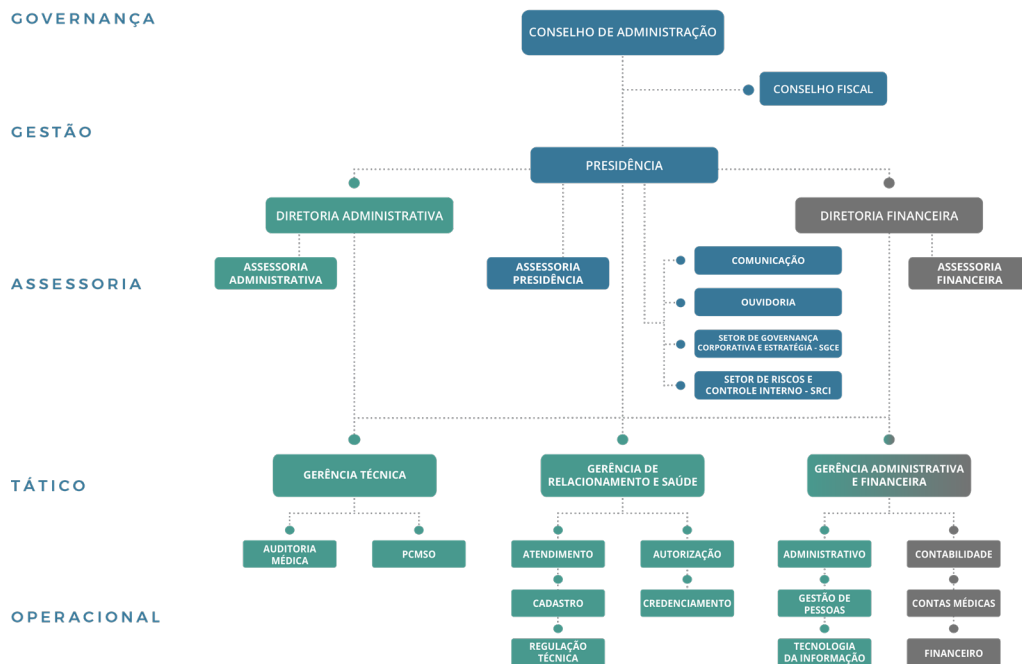 GOVERNANÇA
CONSELHO DE ADMINISTRAÇÃO
CONSELHO FISCAL
GESTÃO
PRESIDÊNCIA
DIRETORIA ADMINISTRATIVA
DIRETORIA FINANCEIRA
ASSESSORIA
ASSESSORIA
ADMINISTRATIVA
ASSESSORIA
PRESIDÊNCIA
COMUNICAÇÃO
OUVIDORIA
SETOR DE GOVERNANÇA
CORPORATIVA E ESTRATÉGIA - SGCE
SETOR DE RISCOS E
CONTROLE INTERNO - SRCI
ASSESSORIA
FINANCEIRA
TÁTICO
GERÊNCIA TÉCNICA
GERÊNCIA DE
RELACIONAMENTO E SAÚDE
GERÊNCIA ADMINISTRATIVA
E FINANCEIRA
AUDITORIA
MÉDICA
PCMSO
ATENDIMENTO
AUTORIZAÇÃO
ADMINISTRATIVO
CONTABILIDADE
OPERACIONAL
CADASTRO
CREDENCIAMENTO
GESTÃO DE
PESSOAS
CONTAS MÉDICAS
REGULAÇÃO
TÉCNICA
TECNOLOGIA
DA INFORMAÇÃO
FINANCEIRO